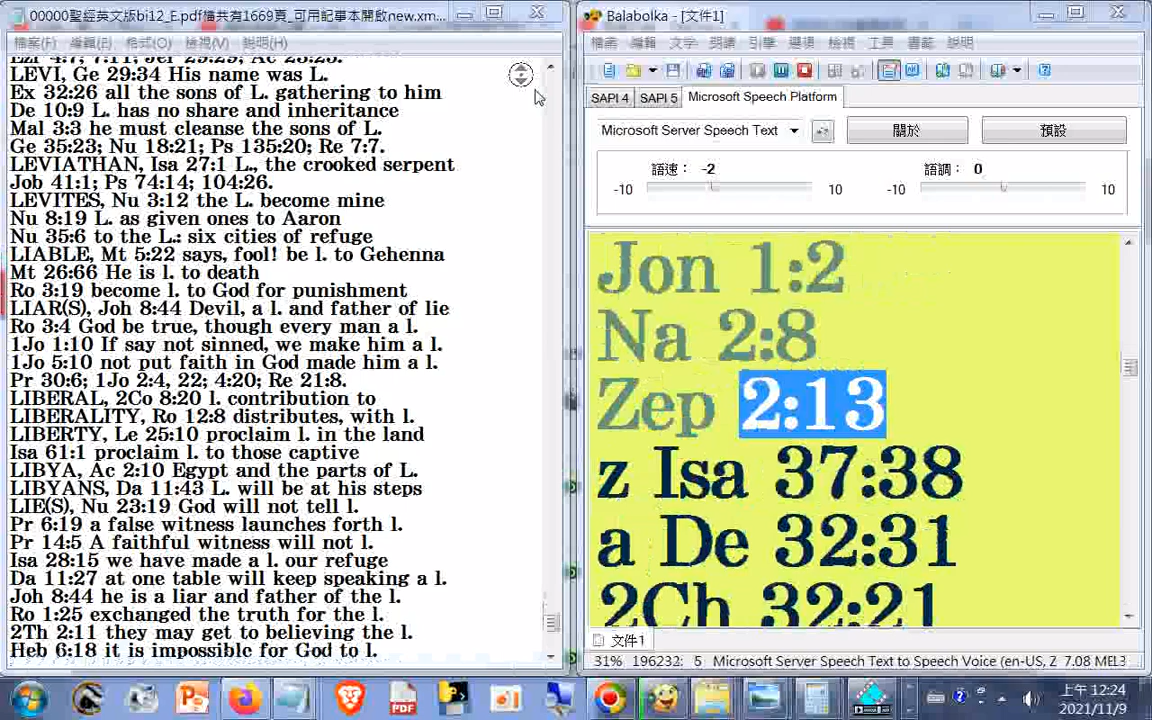 00000聖經英文版bi12_E.pdf檔共有1669頁_可用記事本開啟new.xm...
檔案(F) 編輯(E) 格式(O) 檢視(V) 說明(H)
LEVI, Ge 29:34 His name was L.
Ex 32:26 all the sons of L. gathering to him
De 10:9 L. has no share and inheritance
Mal 3:3 he must cleanse the sons of L.
Ge 35:23; Nu 18:21; Ps 135:20; Re 7:7.
LEVIATHAN, Isa 27:1 L., the crooked serpent
Job 41:1; Ps 74:14; 104:26.
LEVITES, Nu 3:12 the L. become mine
Nu 8:19 L. as given ones to Aaron
Nu 35:6 to the L.: six cities of refuge
LIABLE, Mt 5:22 says, fool! be l. to Gehenna
Mt 26:66 He is l. to death
Ro 3:19 become l. to God for punishment
LIAR(S), Joh 8:44 Devil, a l. and father of lie
Ro 3:4 God be true, though every man a l.
1Jo 1:10 If say not sinned, we make him a l.
1Jo 5:10 not put faith in God made him a l.
Pr 30:6; 1Jo 2:4, 22; 4:20; Re 21:8.
LIBERAL, 2Co 8:20 l. contribution to
LIBERALITY, Ro 12:8 distributes, with l.
LIBERTY, Le 25:10 proclaim l. in the land
Isa 61:1 proclaim l. to those captive
LIBYA, Ac 2:10 Egypt and the parts of L.
LIBYANS, Da 11:43 L. will be at his steps
LIE(S), Nu 23:19 God will not tell l.
Pr 6:19 a false witness launches forth l.
Pr 14:5 A faithful witness will not l.
Isa 28:15 we have made a l. our refuge
Da 11:27 at one table will keep speaking a l.
Joh 8:44 he is a liar and father of the l.
Ro 1:25 exchanged the truth for the l.
2Th 2:11 they may get to believing the l.
Heb 6:18 it is impossible for God to l.
Balabolka - [文件1]
檔案 編輯 文字 朗讀 引擎 選項 檢視 工具 書籤 說明
SAPI 4 SAPI 5 Microsoft Speech Platform
Microsoft Server Speech Text 關於 預設
語速： -2 語調： 0
-10 10 -10 10
Jon 1:2
Na 2:8
Zep 2:13
z Isa 37:38
a De 32:31
2Ch 32:21
文件1
31% 196232: 5 Microsoft Server Speech Text to Speech Voice (en-US, Z 7.08 МЕL3
上午 12:24
2021/11/9